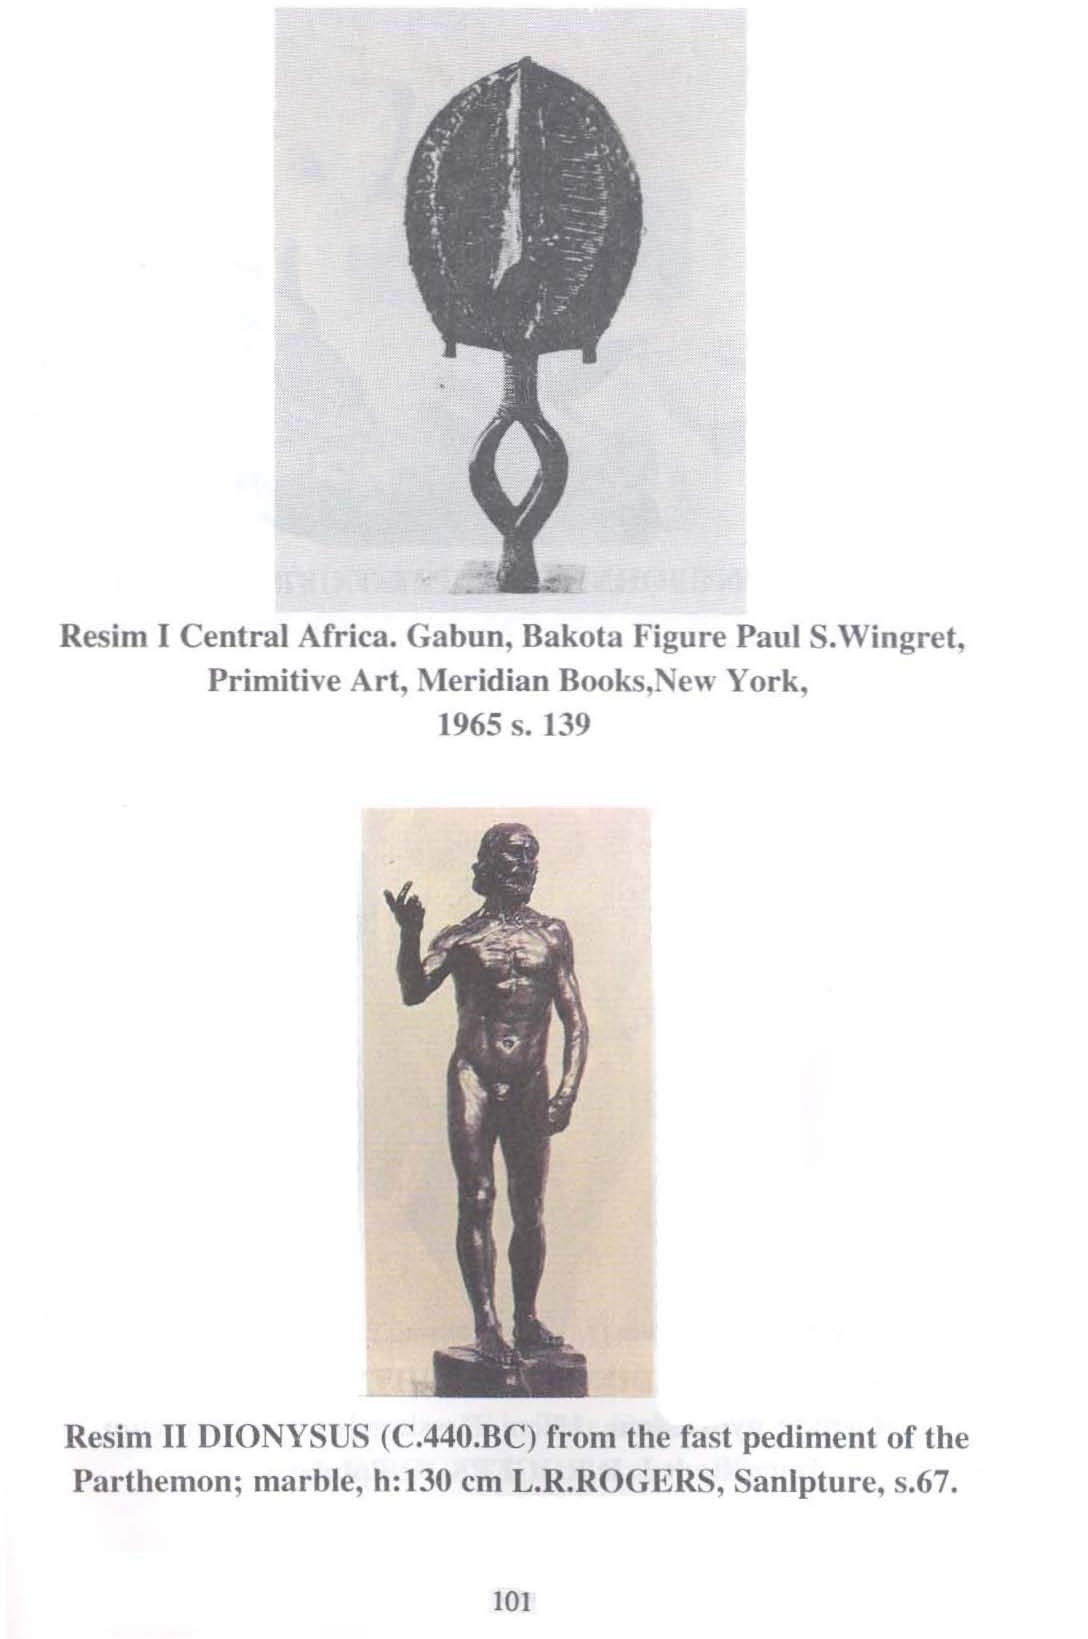 Resim I Central Africa. Gabun, Bakota Figure Paul S.Wingret,
Primitive Art, Meridian Books,New York,
1965 s. 139
Resim II DIONYSUS (C.440.BC) from the fast pediment of the
Parthemon; marble, h:130 cm L.R.ROGERS, Sanlpture, s.67.
101